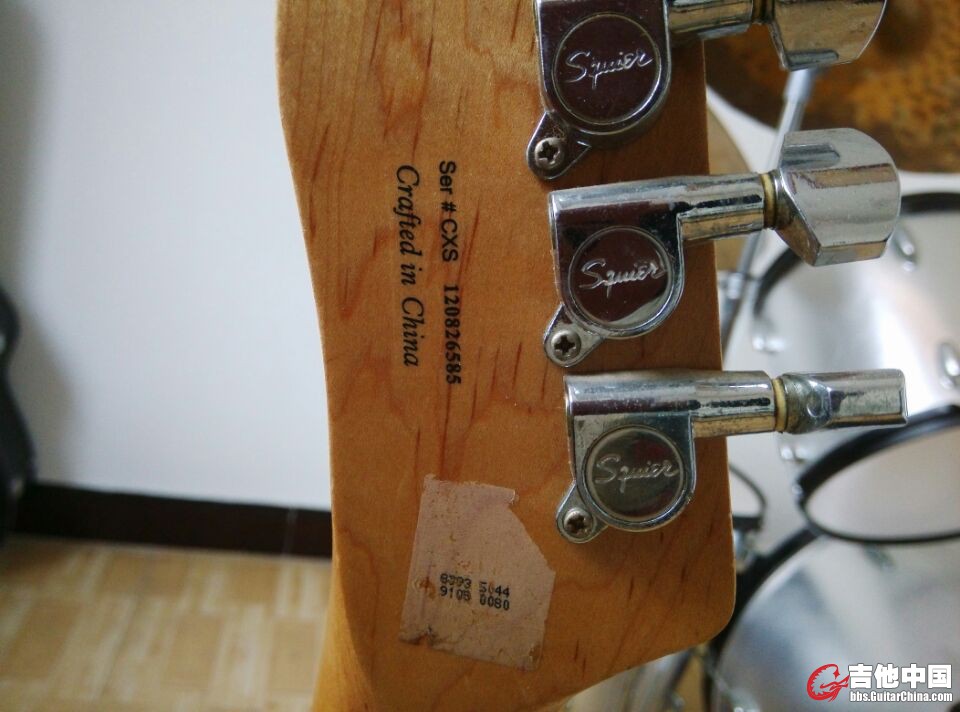 Squier
Squier
Squier
Ser # CXS 120826585
Crafted in China
吉他中国
bbs.GuitarChina.com